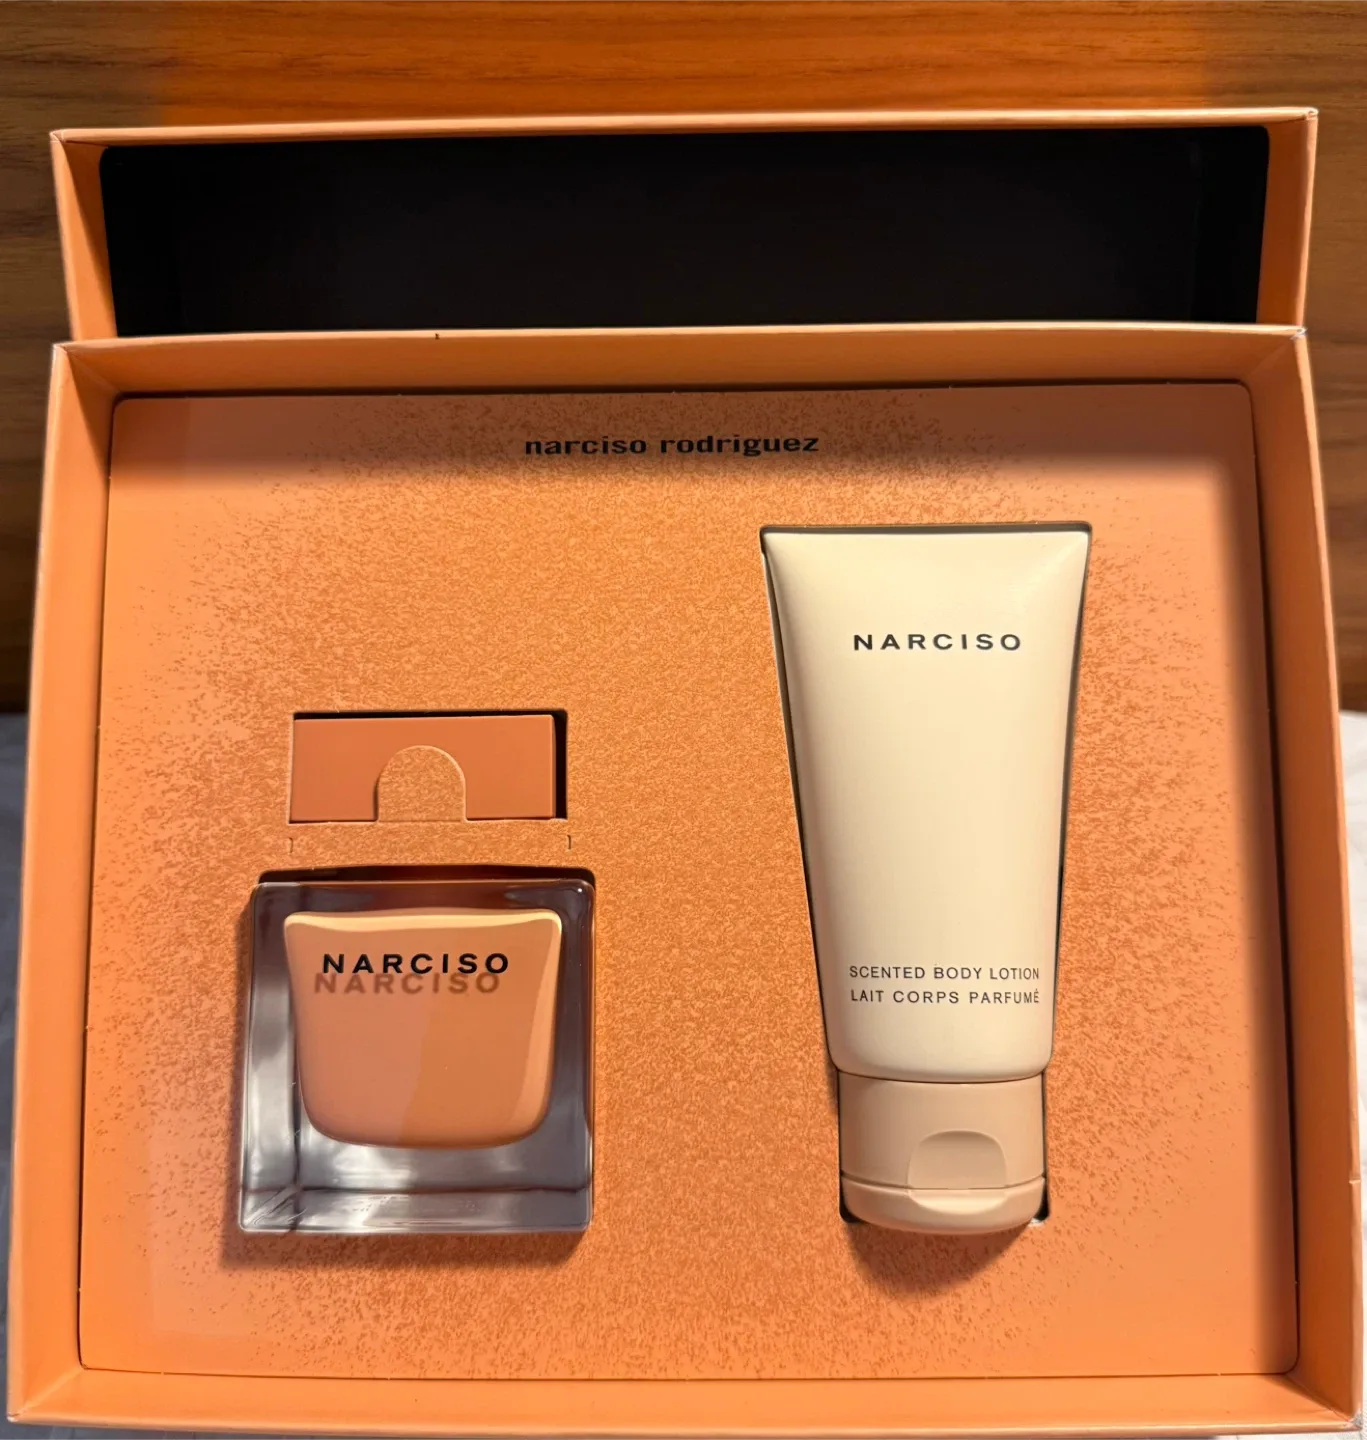 narciso rodriguez
NARCISO
NARCISO
SCENTED BODY LOTION
LAIT CORPS PARFUMÉ